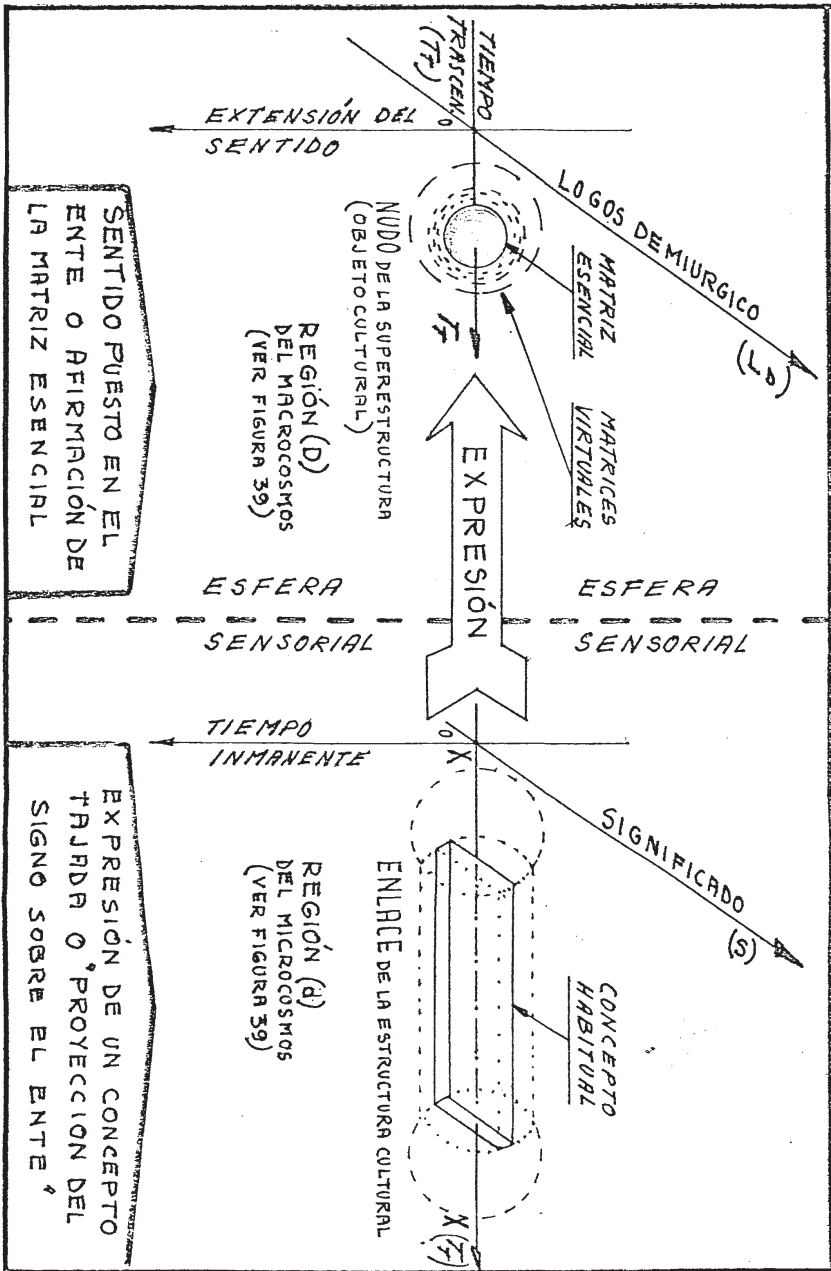 TIEMPO
TRASCEN.
(TT)
O
EXTENSIÓN DEL
SENTIDO
LOGOS DEMIURGICO
(LD)
MATRIZ
ESENCIAL
MATRICES
VIRTUALES
TT
NUDO DE LA SUPERESTRUCTURA
(OBJETO CULTURAL)
REGIÓN (D)
DEL MACROCOSMOS
(VER FIGURA 39)
SENTIDO PUESTO EN EL
ENTE O AFIRMACIÓN DE
LA MATRIZ ESENCIAL
EXPRESIÓN
ESFERA
SENSORIAL
ESFERA
SENSORIAL
TIEMPO
INMANENTE
O
X
SIGNIFICADO
(S)
CONCEPTO
HABITUAL
X (TT)
ENLACE DE LA ESTRUCTURA CULTURAL
REGIÓN (d)
DEL MICROCOSMOS
(VER FIGURA 39)
EXPRESIÓN DE UN CONCEPTO
TAJADA O "PROYECCION DEL
SIGNO SOBRE EL ENTE"